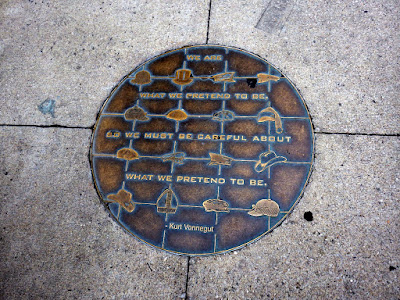 WE ARE
WHAT WE PRETEND TO BE,
SO WE MUST BE CAREFUL ABOUT
WHAT WE PRETEND TO BE.
- Kurt Vonnegut